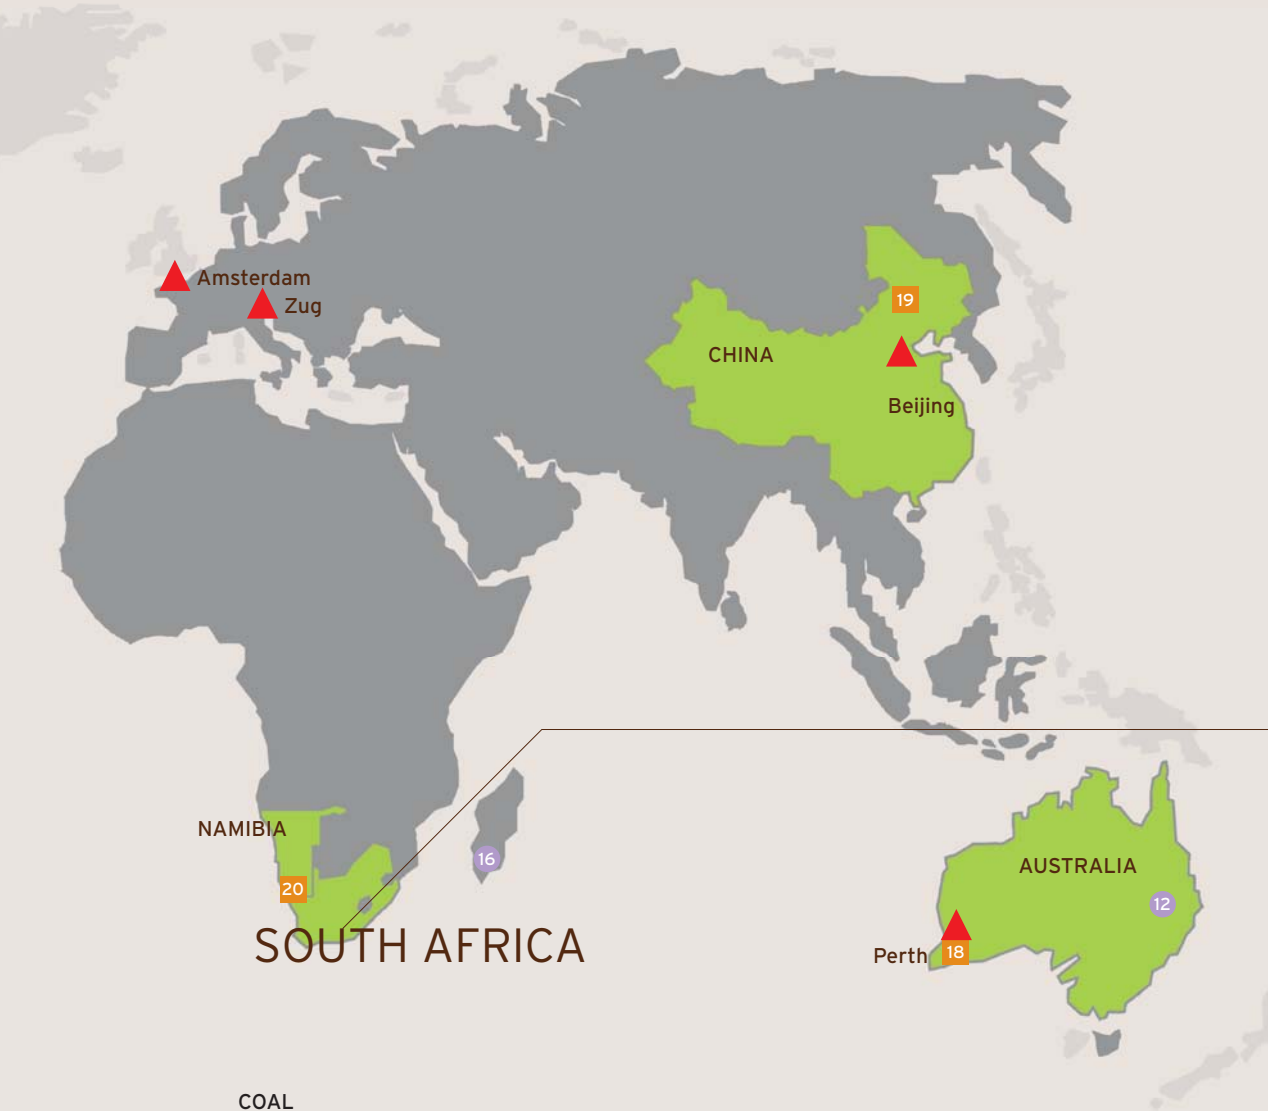 Amsterdam
Zug
19
CHINA
Beijing
NAMIBIA
16
AUSTRALIA
20
12
SOUTH AFRICA
Perth
18
COAL